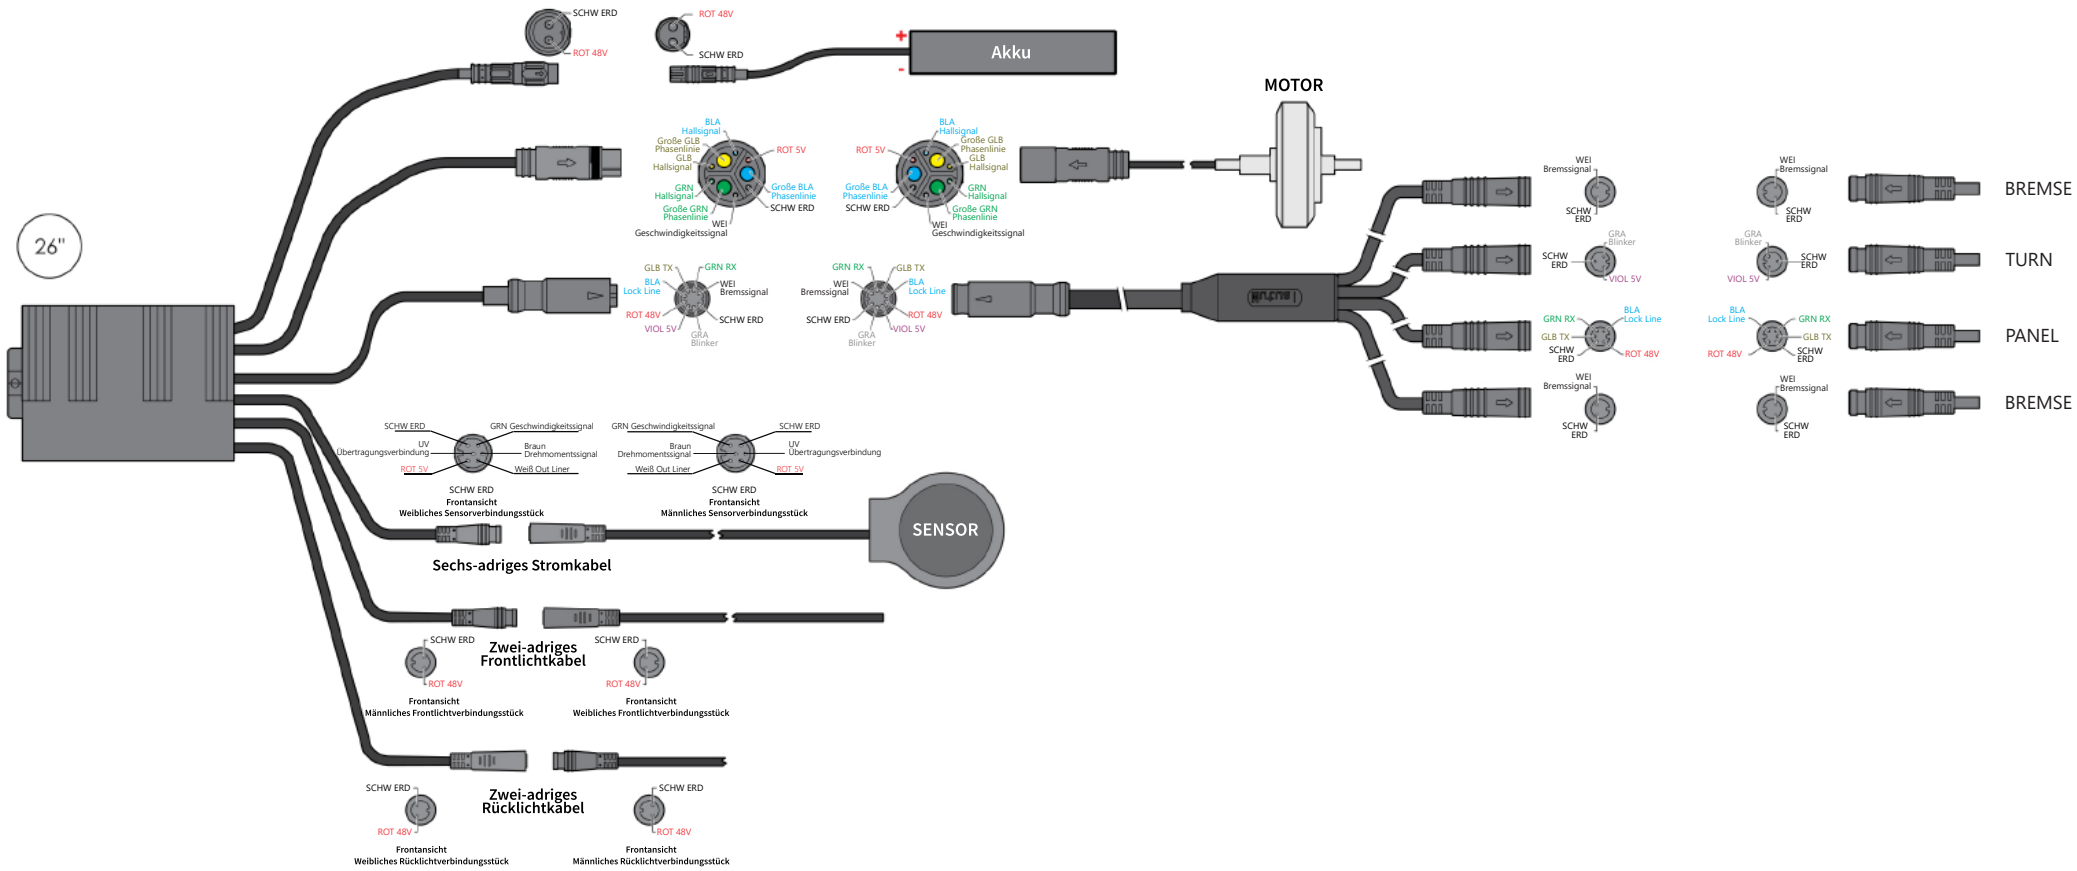 SCHW ERD
ROT 48V
ROT 48V
SCHW ERD
+
-
Akku
MOTOR
BLA
Hallsignal
Große GLB
Phasenlinie
GLB
Hallsignal
ROT 5V
GRN
Hallsignal
Große BLA
Phasenlinie
SCHW ERD
Große GRN
Phasenlinie
WEI
Geschwindigkeitssignal
BLA
Hallsignal
Große GLB
Phasenlinie
ROT 5V
GLB
Hallsignal
Große BLA
Phasenlinie
SCHW ERD
GRN
Hallsignal
Große GRN
Phasenlinie
WEI
Geschwindigkeitssignal
26"
GLB TX
GRN RX
BLA
Lock Line
WEI
Bremssignal
ROT 48V
SCHW ERD
VIOL 5V
GRA
Blinker
GRN RX
GLB TX
WEI
Bremssignal
BLA
Lock Line
SCHW ERD
ROT 48V
VIOL 5V
GRA
Blinker
WEI
Bremssignal
SCHW
ERD
WEI
Bremssignal
SCHW
ERD
BREMSE
GRA
Blinker
SCHW
ERD
VIOL 5V
GRA
Blinker
SCHW
ERD
VIOL 5V
TURN
BLA
Lock Line
GRN RX
GLB TX
SCHW
ERD
ROT 48V
BLA
Lock Line
GRN RX
GLB TX
ROT 48V
SCHW
ERD
PANEL
WEI
Bremssignal
SCHW
ERD
WEI
Bremssignal
SCHW
ERD
BREMSE
SCHW ERD
GRN Geschwindigkeitssignal
UV
Übertragungsverbindung
Braun
Drehmomentssignal
ROT 5V
Weiß Out Liner
SCHW ERD
Frontansicht
Weibliches Sensorverbindungsstück
GRN Geschwindigkeitssignal
SCHW ERD
Braun
Drehmomentssignal
UV
Übertragungsverbindung
Weiß Out Liner
ROT 5V
SCHW ERD
Frontansicht
Männliches Sensorverbindungsstück
SENSOR
Sechs-adriges Stromkabel
SCHW ERD
ROT 48V
Zwei-adriges
Frontlichtkabel
SCHW ERD
ROT 48V
Frontansicht
Männliches Frontlichtverbindungsstück
Frontansicht
Weibliches Frontlichtverbindungsstück
SCHW ERD
ROT 48V
Zwei-adriges
Rücklichtkabel
SCHW ERD
ROT 48V
Frontansicht
Weibliches Rücklichtverbindungsstück
Frontansicht
Männliches Rücklichtverbindungsstück